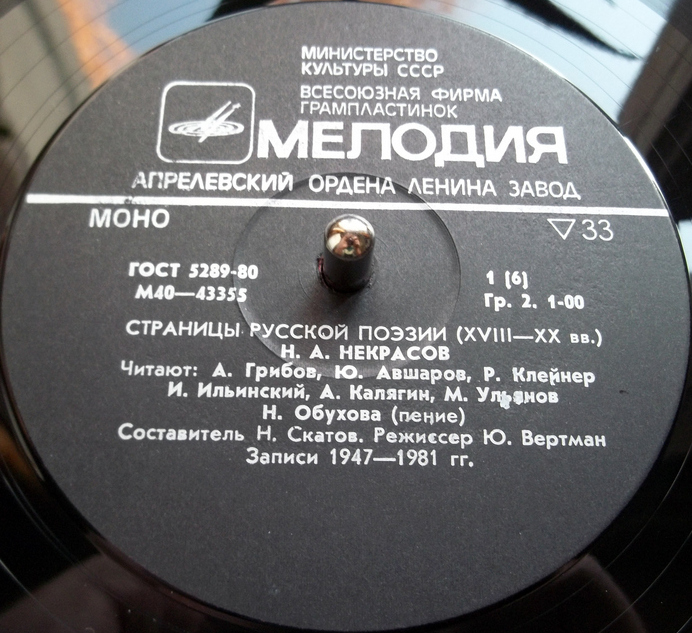 МИНИСТЕРСТВО
КУЛЬТУРЫ СССР
ВСЕСОЮЗНАЯ ФИРМА
ГРАМПЛАСТИНОК
МЕЛОДИЯ
АПРЕЛЕВСКИЙ ОРДЕНА ЛЕНИНА ЗАВОД
МОНО
▽33
ГОСТ 5289-80
1 (6)
М40—43355
Гр. 2. 1-00
СТРАНИЦЫ РУССКОЙ ПОЭЗИИ (XVIII—XX вв.)
Н. А. НЕКРАСОВ
Читают: А. Грибов, Ю. Авшаров, Р. Клейнер
И. Ильинский, А. Калягин, М. Ульянов
Н. Обухова (пение)
Составитель Н. Скатов. Режиссер Ю. Вертман
Записи 1947—1981 гг.